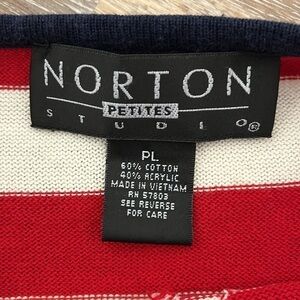 NORTON
PETITES
STUDIO®
PL
60% COTTON
40% ACRYLIC
MADE IN VIETNAM
RN 57803
SEE REVERSE
FOR CARE